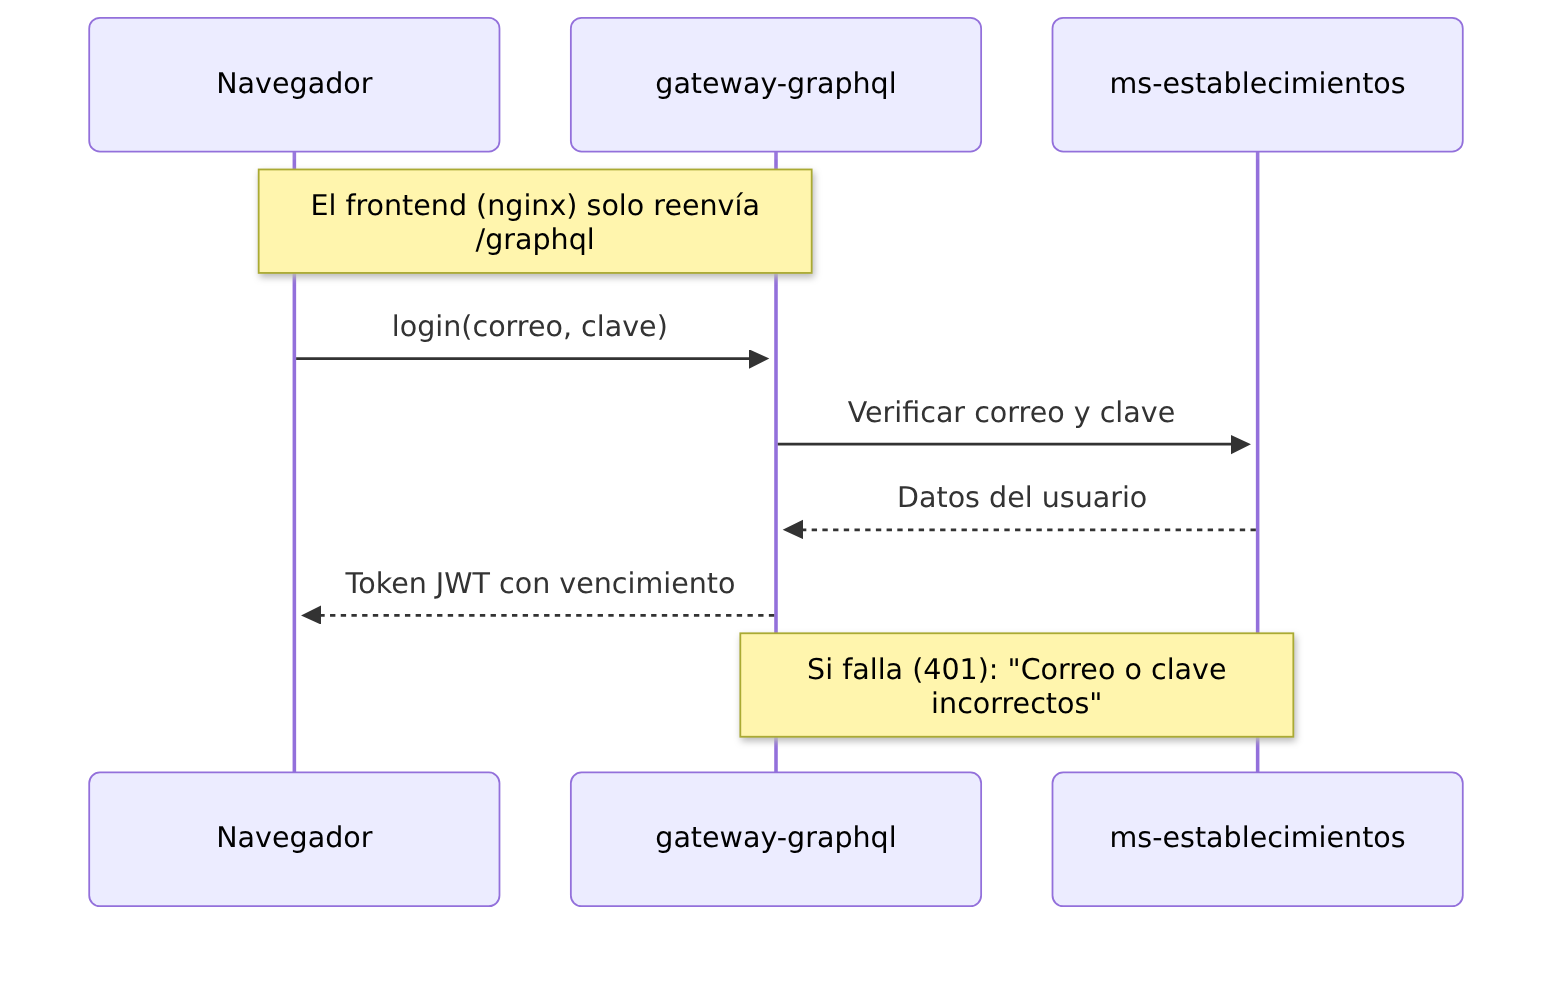 Navegador
gateway-graphql
ms-establecimientos
El frontend (nginx) solo reenvía
/graphql
login(correo, clave)
Verificar correo y clave
Datos del usuario
Token JWT con vencimiento
Si falla (401): "Correo o clave
incorrectos"
Navegador
gateway-graphql
ms-establecimientos